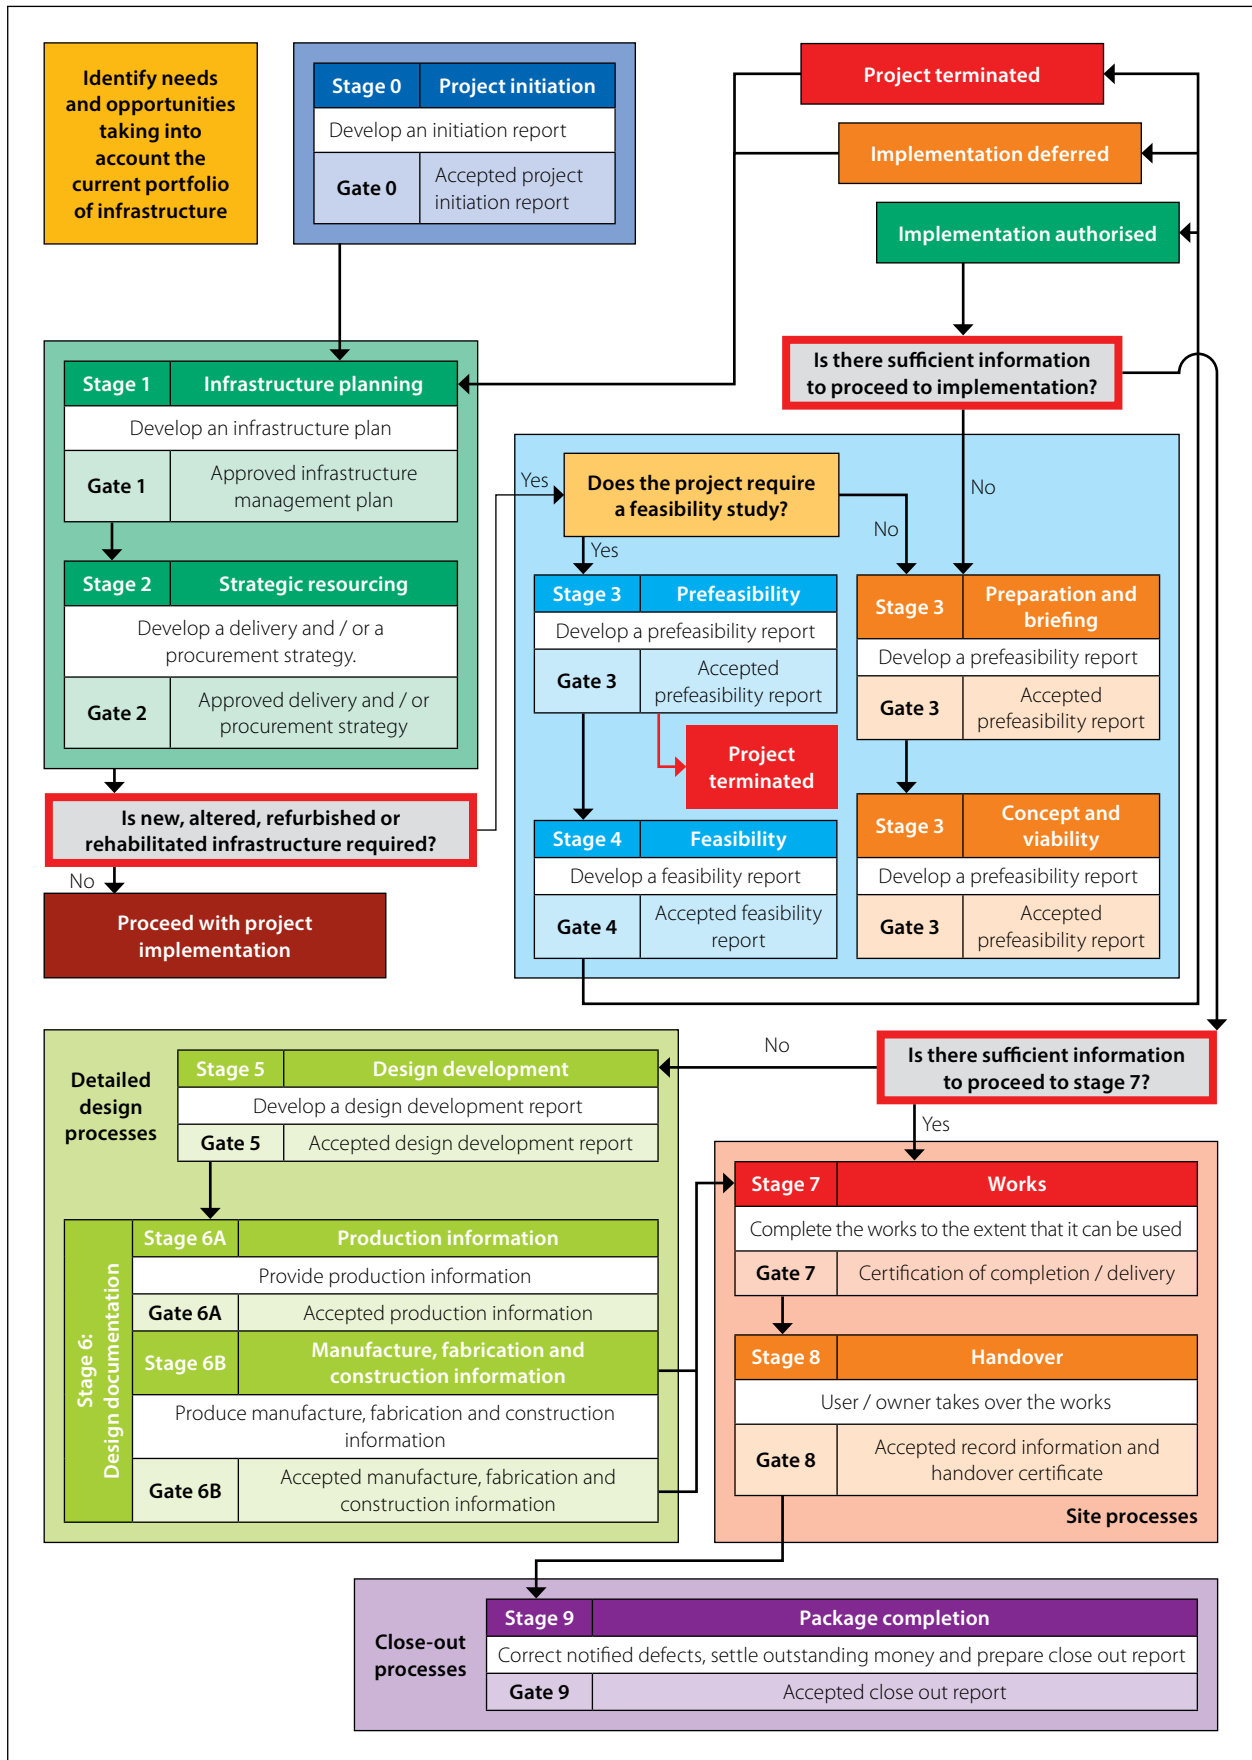 Identify needs
and opportunities
taking into
account the
current portfolio
of infrastructure
Stage 0
Project initiation
Develop an initiation report
Gate 0
Accepted project
initiation report
Project terminated
Implementation deferred
Implementation authorised
Is there sufficient information
to proceed to implementation?
Stage 1
Infrastructure planning
Develop an infrastructure plan
Gate 1
Approved infrastructure
management plan
Stage 2
Strategic resourcing
Develop a delivery and / or a
procurement strategy.
Gate 2
Approved delivery and / or
procurement strategy
Is new, altered, refurbished or
rehabilitated infrastructure required?
No
Proceed with project
implementation
Yes
Does the project require
a feasibility study?
No
No
Yes
Stage 3
Prefeasibility
Develop a prefeasibility report
Gate 3
Accepted
prefeasibility report
Project
terminated
Stage 4
Feasibility
Develop a feasibility report
Gate 4
Accepted feasibility
report
Stage 3
Preparation and
briefing
Develop a prefeasibility report
Gate 3
Accepted
prefeasibility report
Stage 3
Concept and
viability
Develop a prefeasibility report
Gate 3
Accepted
prefeasibility report
Is there sufficient information
to proceed to stage 7?
No
Yes
Detailed
design
processes
Stage 5
Design development
Develop a design development report
Gate 5
Accepted design development report
Stage 6:
Design documentation
Stage 6A
Production information
Provide production information
Gate 6A
Accepted production information
Stage 6B
Manufacture, fabrication and
construction information
Produce manufacture, fabrication and construction
information
Gate 6B
Accepted manufacture, fabrication and
construction information
Stage 7
Works
Complete the works to the extent that it can be used
Gate 7
Certification of completion / delivery
Stage 8
Handover
User / owner takes over the works
Gate 8
Accepted record information and
handover certificate
Site processes
Close-out
processes
Stage 9
Package completion
Correct notified defects, settle outstanding money and prepare close out report
Gate 9
Accepted close out report